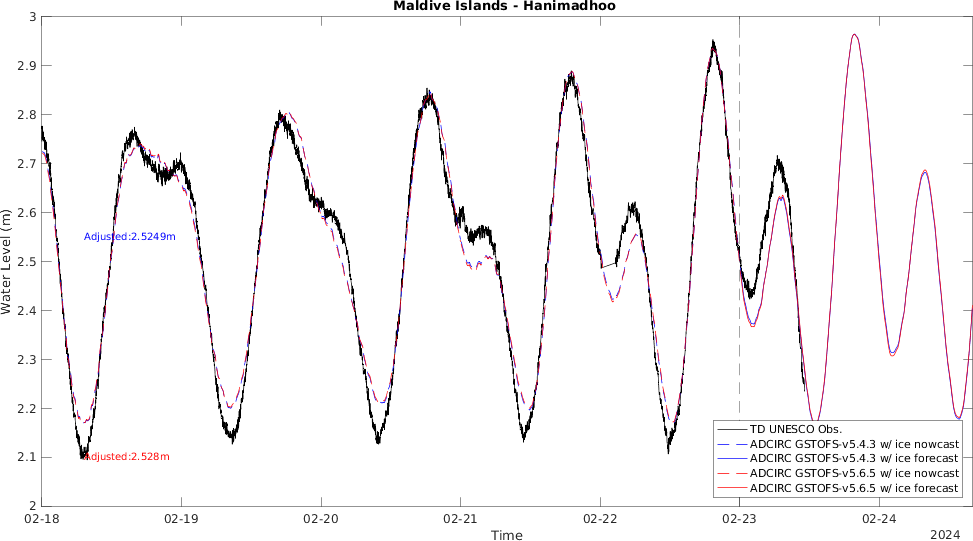 Maldive Islands - Hanimadhoo
Water Level (m)
3
2.9
2.8
2.7
2.6
2.5
2.4
2.3
2.2
2.1
2
Adjusted:2.5249m
Adjusted:2.528m
TD UNESCO Obs.
ADCIRC GSTOFS-v5.4.3 w/ ice nowcast
ADCIRC GSTOFS-v5.4.3 w/ ice forecast
ADCIRC GSTOFS-v5.6.5 w/ ice nowcast
ADCIRC GSTOFS-v5.6.5 w/ ice forecast
02-18 02-19 02-20 02-21 02-22 02-23 02-24
Time
2024